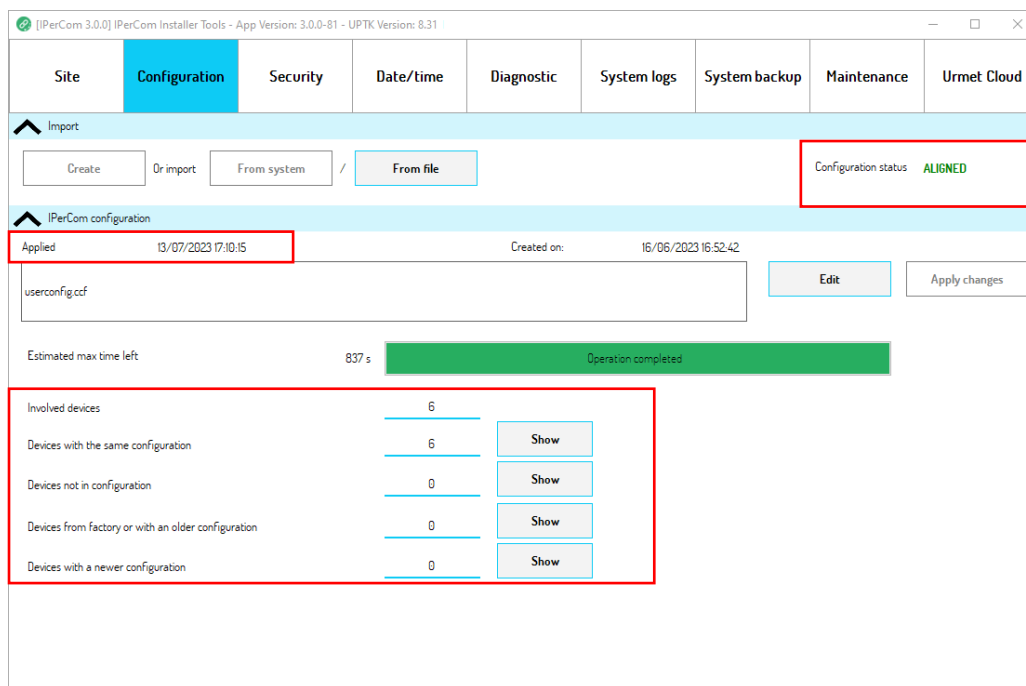 [IPerCom 3.0.0] IPerCom Installer Tools - App Version: 3.0.0-81 - UPTK Version: 8.31
Site Configuration Security Date/time Diagnostic System logs System backup Maintenance Urmet Cloud
Import
Create Or import From system / From file Configuration status ALIGNED
IPerCom configuration
Applied 13/07/2023 17:10:15 Created on: 16/06/2023 16:52:42
userconfig.ccf Edit Apply changes
Estimated max time left 837 s Operation completed
Involved devices 6
Devices with the same configuration 6 Show
Devices not in configuration 0 Show
Devices from factory or with an older configuration 0 Show
Devices with a newer configuration 0 Show